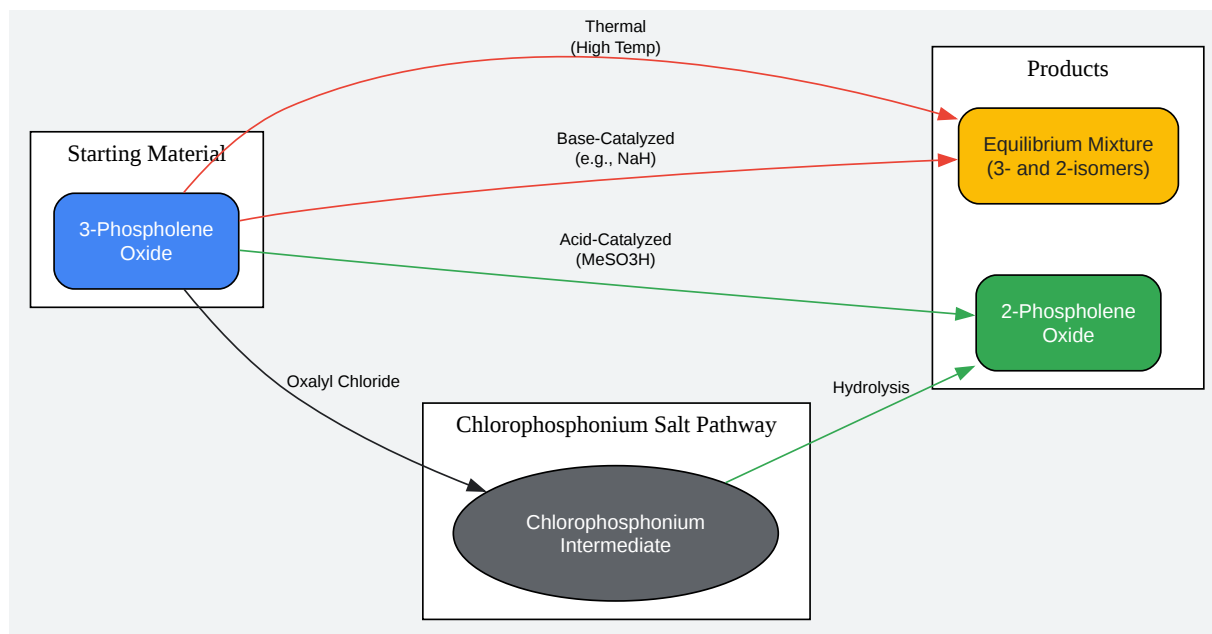 Thermal
(High Temp)
Products
Base-Catalyzed
(e.g., NaH)
Starting Material
Equilibrium Mixture
(3- and 2-isomers)
3-Phospholene
Oxide
Acid-Catalyzed
(MeSO3H)
2-Phospholene
Oxide
Oxalyl Chloride
Hydrolysis
Chlorophosphonium Salt Pathway
Chlorophosphonium
Intermediate